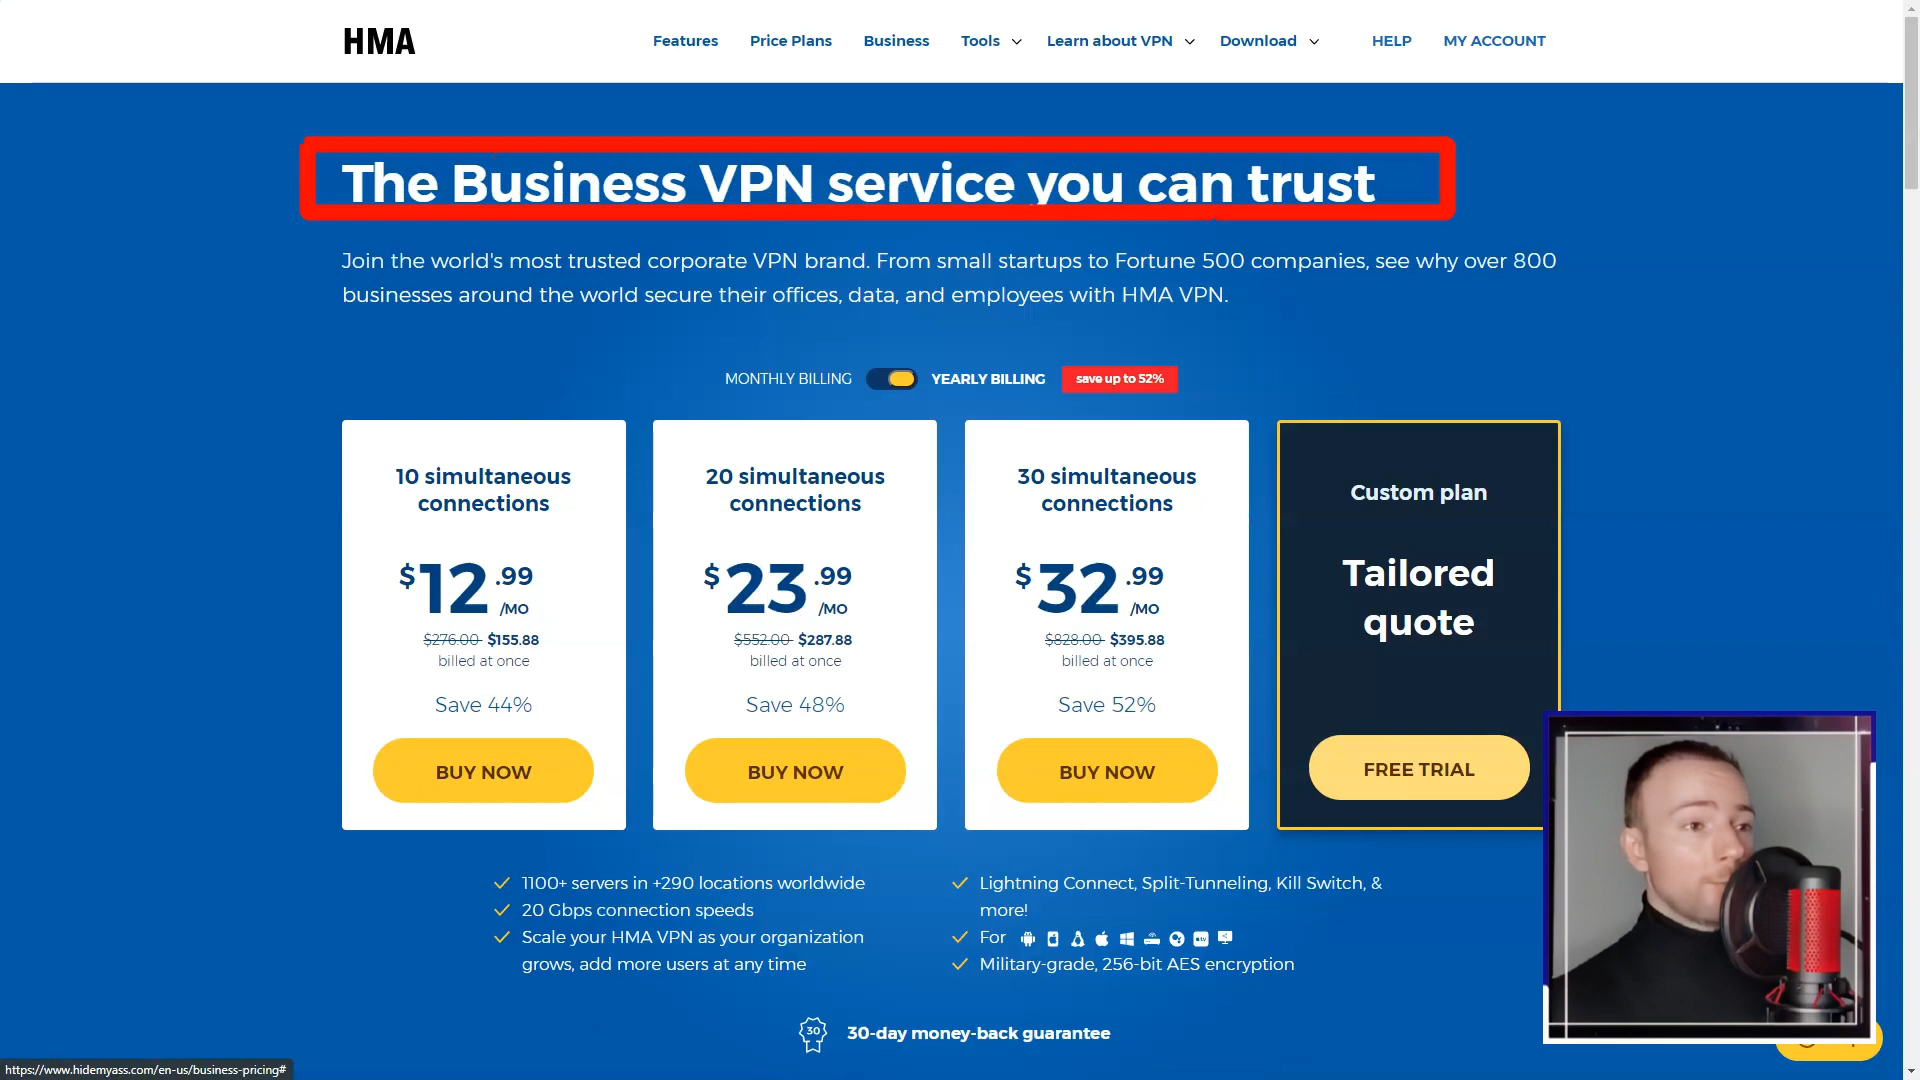 HMA
Features
Price Plans
Business
Tools
Learn about VPN
Download
HELP
MY ACCOUNT
The Business VPN service you can trust
Join the world's most trusted corporate VPN brand. From small startups to Fortune 500 companies, see why over 800
businesses around the world secure their offices, data, and employees with HMA VPN.
MONTHLY BILLING
YEARLY BILLING
save up to 52%
10 simultaneous
connections
$12.99
/MO
$276.00 $155.88
billed at once
Save 44%
BUY NOW
20 simultaneous
connections
$23.99
/MO
$552.00 $287.88
billed at once
Save 48%
BUY NOW
30 simultaneous
connections
$32.99
/MO
$828.00 $395.88
billed at once
Save 52%
BUY NOW
Custom plan
Tailored
quote
FREE TRIAL
1100+ servers in +290 locations worldwide
20 Gbps connection speeds
Scale your HMA VPN as your organization
grows, add more users at any time
Lightning Connect, Split-Tunneling, Kill Switch, &
more!
For
tv
Military-grade, 256-bit AES encryption
30
30-day money-back guarantee
https://www.hidemyass.com/en-us/business-pricing#